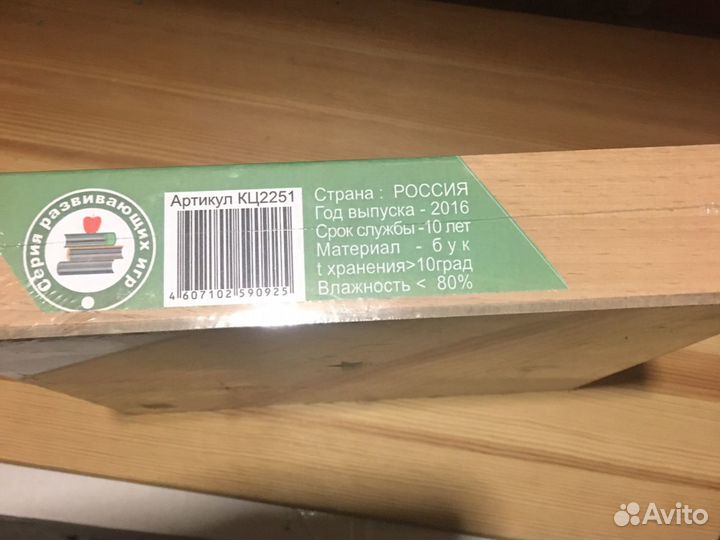 Серия развивающих игр
Артикул КЦ2251
4 607102 590925
Страна : РОССИЯ
Год выпуска - 2016
Срок службы -10 лет
Материал - б у к
t хранения>10град
Влажность < 80%
Avito